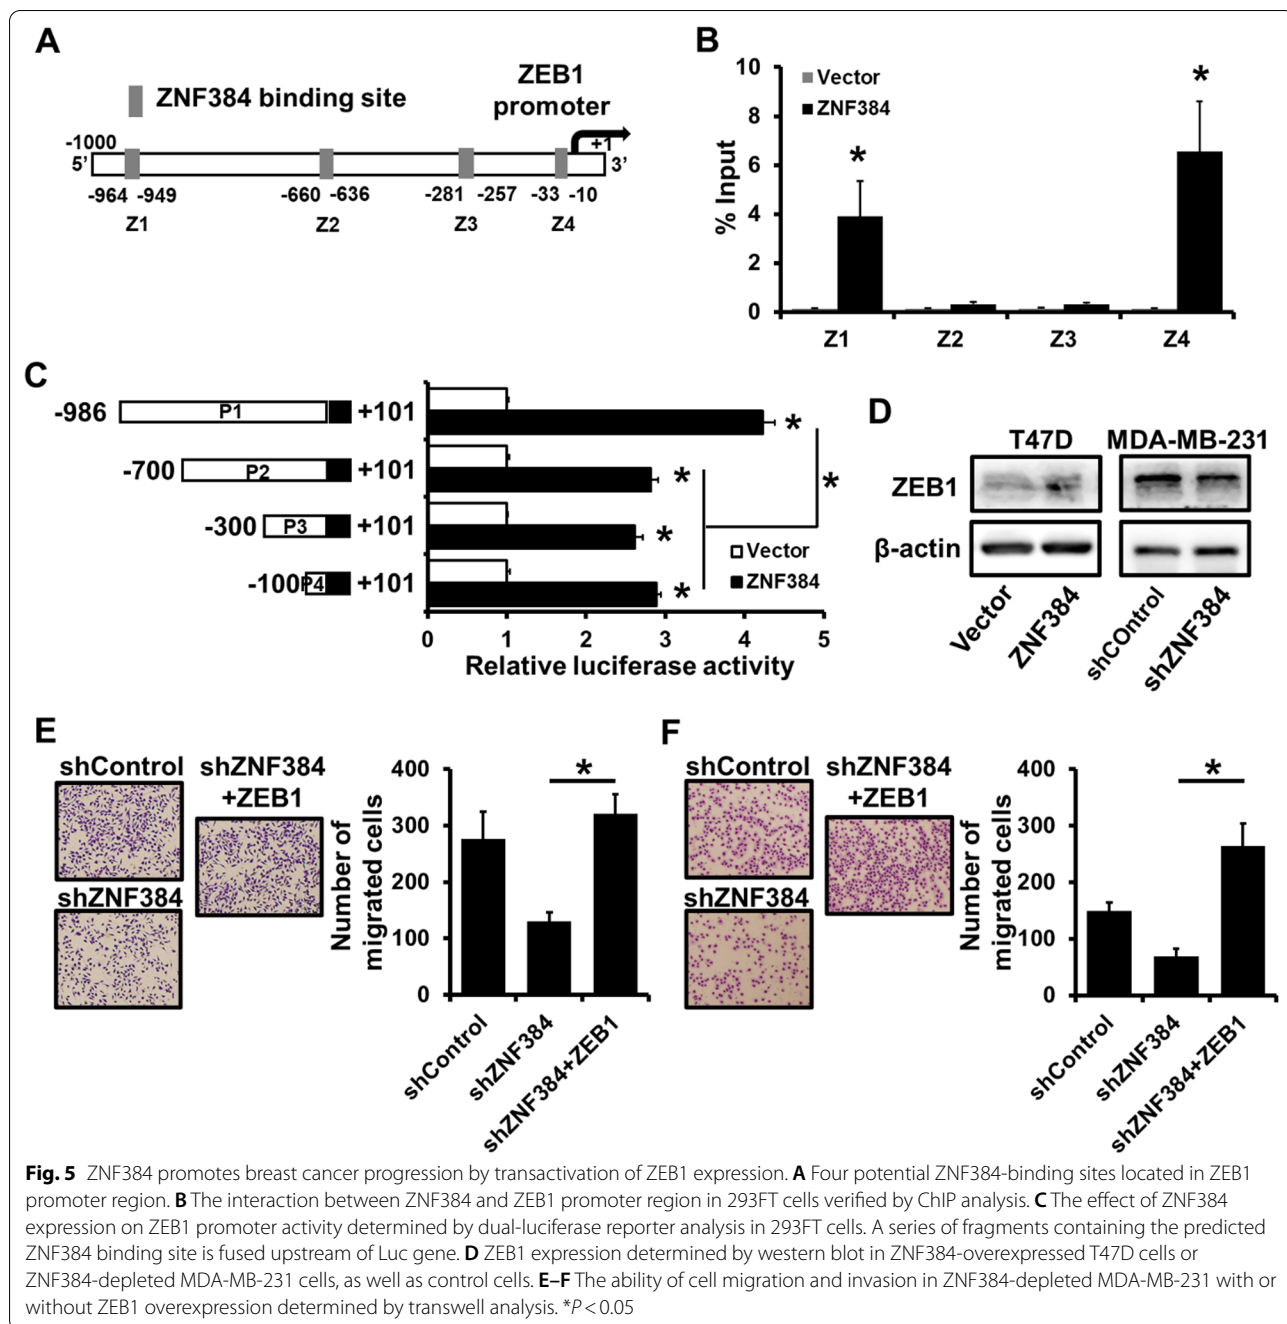 A
ZNF384 binding site
ZEB1
promoter
-1000
+1
5’
3’
-964 -949 -660 -636 -281 -257 -33 -10
Z1 Z2 Z3 Z4
B
Vector
ZNF384
% Input
10
8
6
4
2
0
*
*
Z1 Z2 Z3 Z4
C
-986 P1 +101
-700 P2 +101
-300 P3 +101
-100 P4 +101
*
*
*
*
*
Vector
ZNF384
0 1 2 3 4 5
Relative luciferase activity
D
T47D MDA-MB-231
ZEB1
β-actin
Vector
ZNF384
shCOntrol
shZNF384
E
shControl
shZNF384
+ZEB1
shZNF384
Number of
migrated cells
400
300
200
100
0
*
shControl
shZNF384
shZNF384+ZEB1
F
shControl
shZNF384
+ZEB1
shZNF384
Number of
migrated cells
400
300
200
100
0
*
shControl
shZNF384
shZNF384+ZEB1
Fig. 5 ZNF384 promotes breast cancer progression by transactivation of ZEB1 expression. A Four potential ZNF384-binding sites located in ZEB1
promoter region. B The interaction between ZNF384 and ZEB1 promoter region in 293FT cells verified by ChIP analysis. C The effect of ZNF384
expression on ZEB1 promoter activity determined by dual-luciferase reporter analysis in 293FT cells. A series of fragments containing the predicted
ZNF384 binding site is fused upstream of Luc gene. D ZEB1 expression determined by western blot in ZNF384-overexpressed T47D cells or
ZNF384-depleted MDA-MB-231 cells, as well as control cells. E–F The ability of cell migration and invasion in ZNF384-depleted MDA-MB-231 with or
without ZEB1 overexpression determined by transwell analysis. *P < 0.05